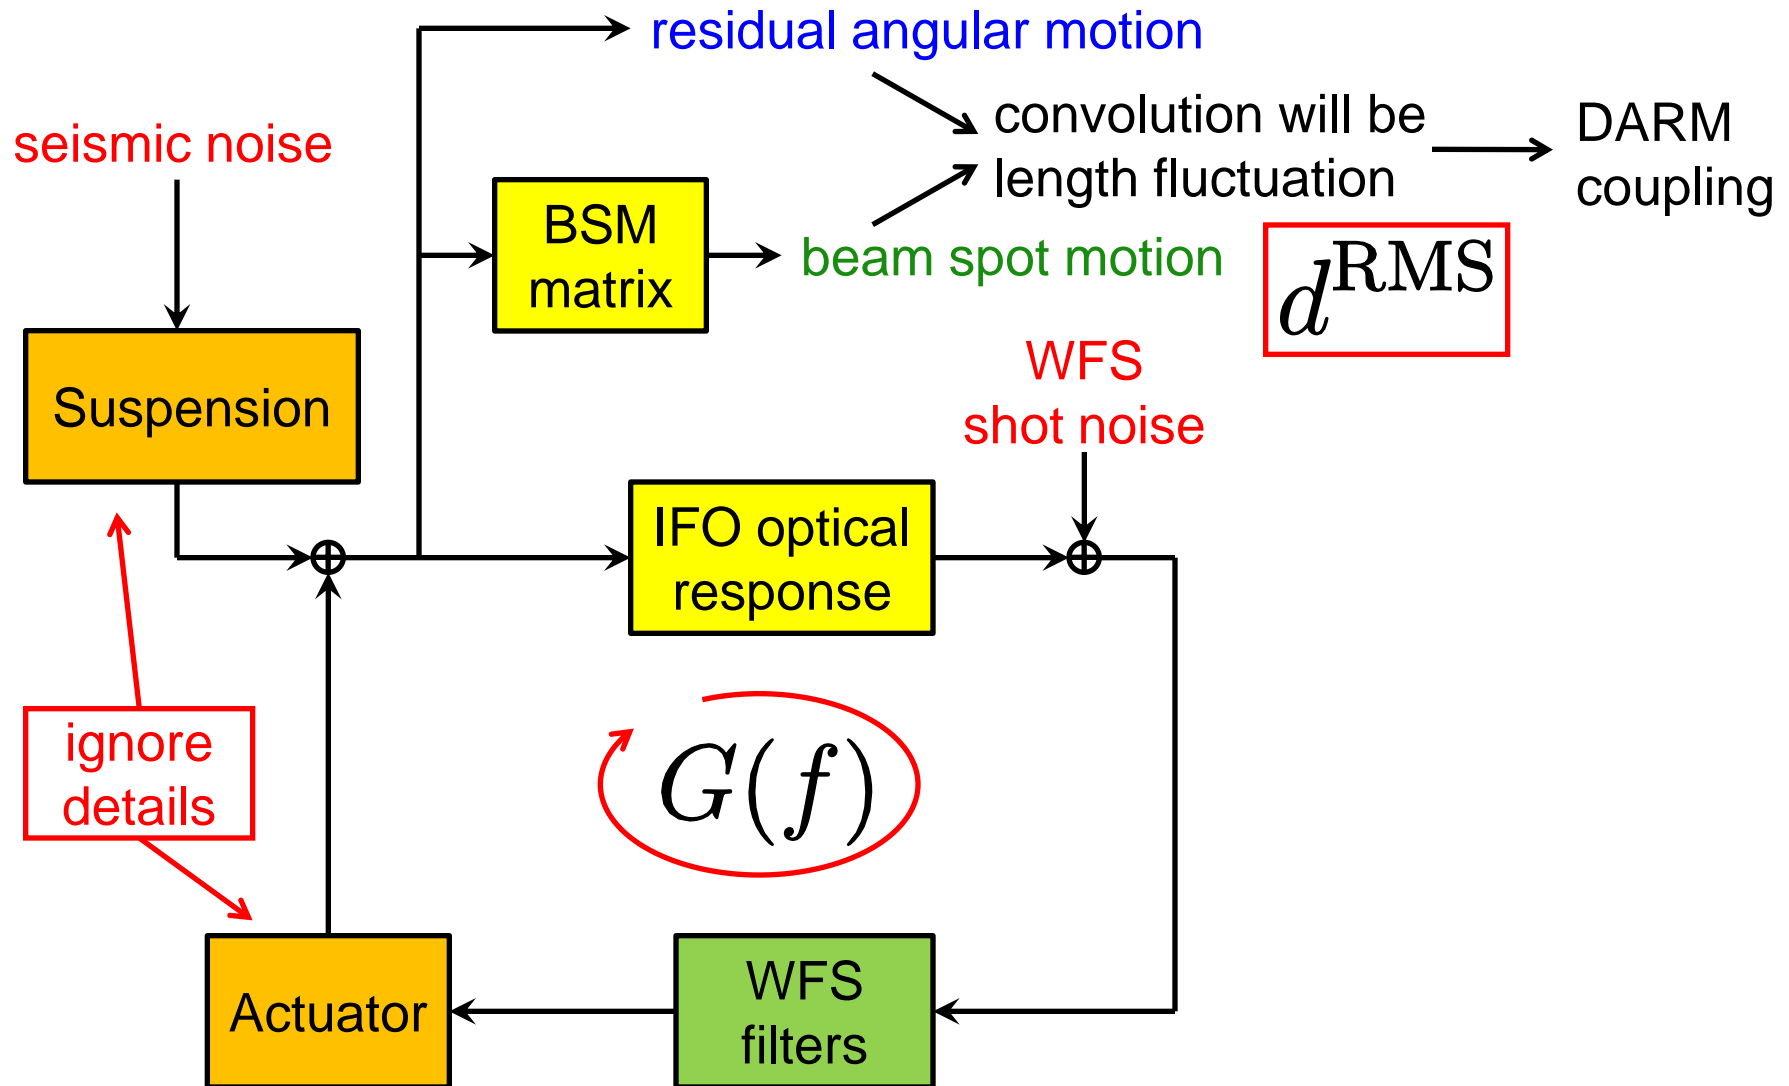 residual angular motion
seismic noise
convolution will be
length fluctuation
DARM
coupling
BSM
matrix
beam spot motion
d^RMS
Suspension
WFS
shot noise
IFO optical
response
ignore
details
G(f)
Actuator
WFS
filters